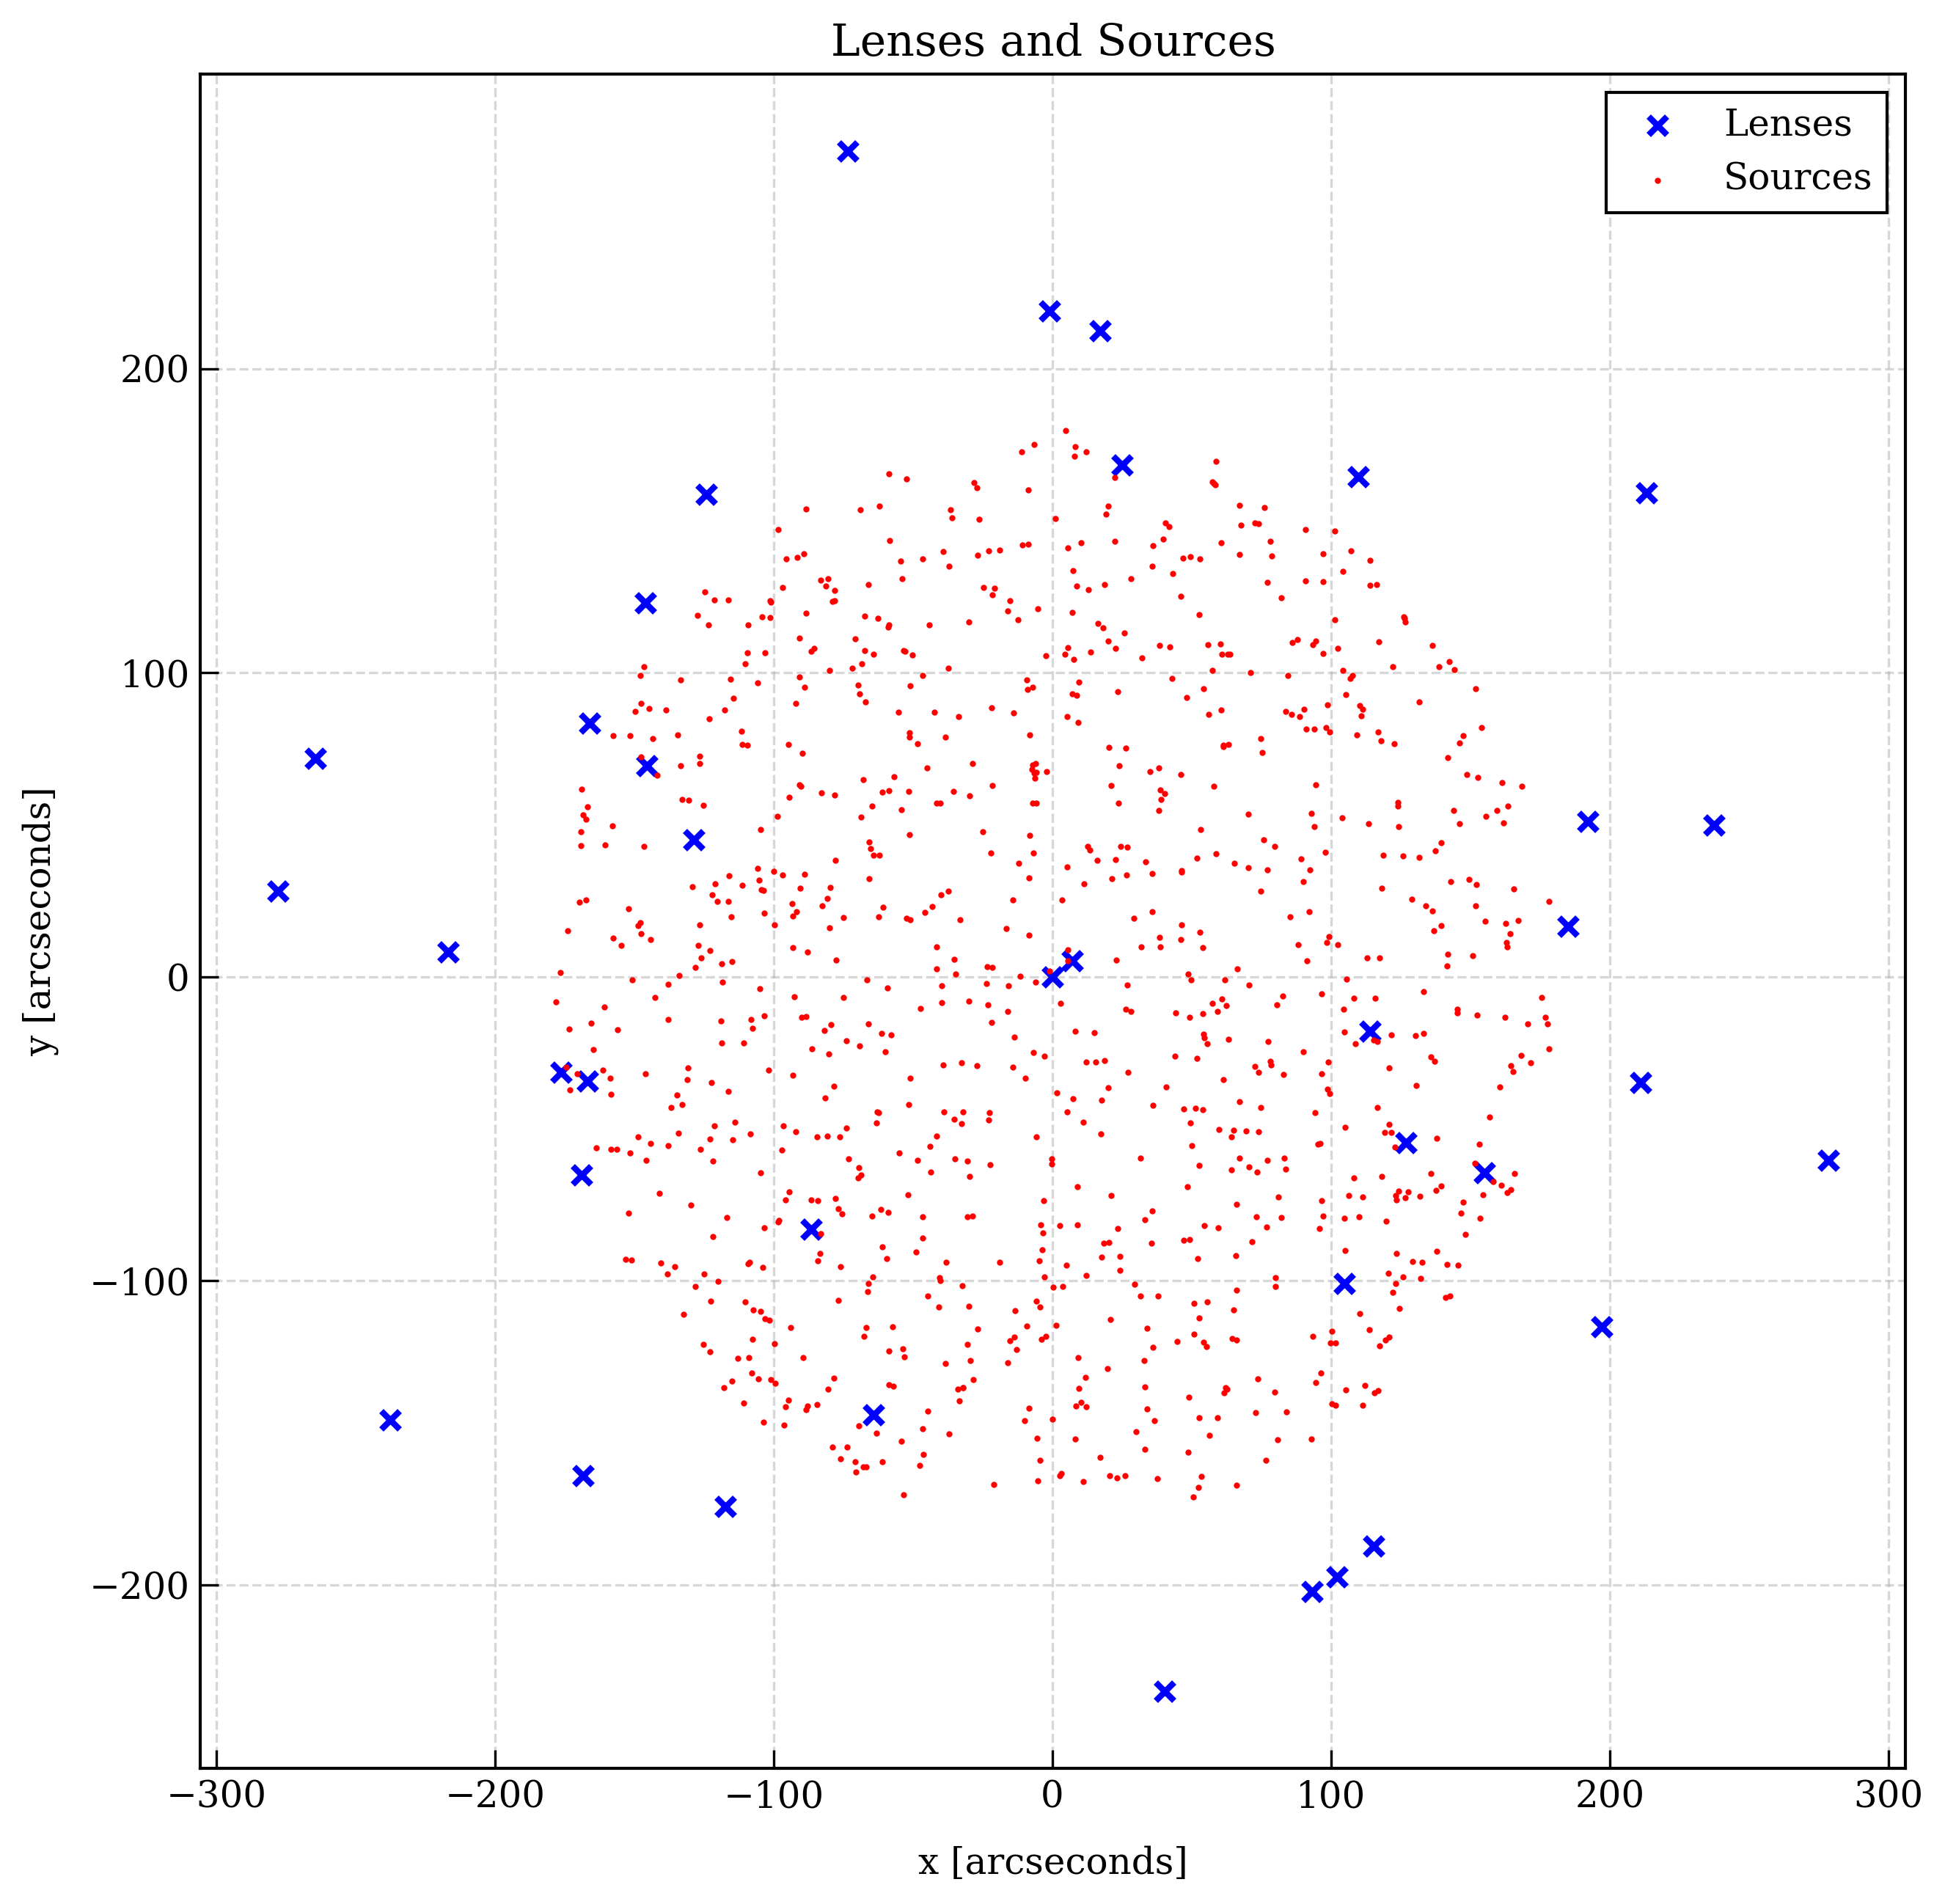 Lenses and Sources
Lenses
Sources
200
100
0
−100
−200
y [arcseconds]
−300 −200 −100 0 100 200 300
x [arcseconds]